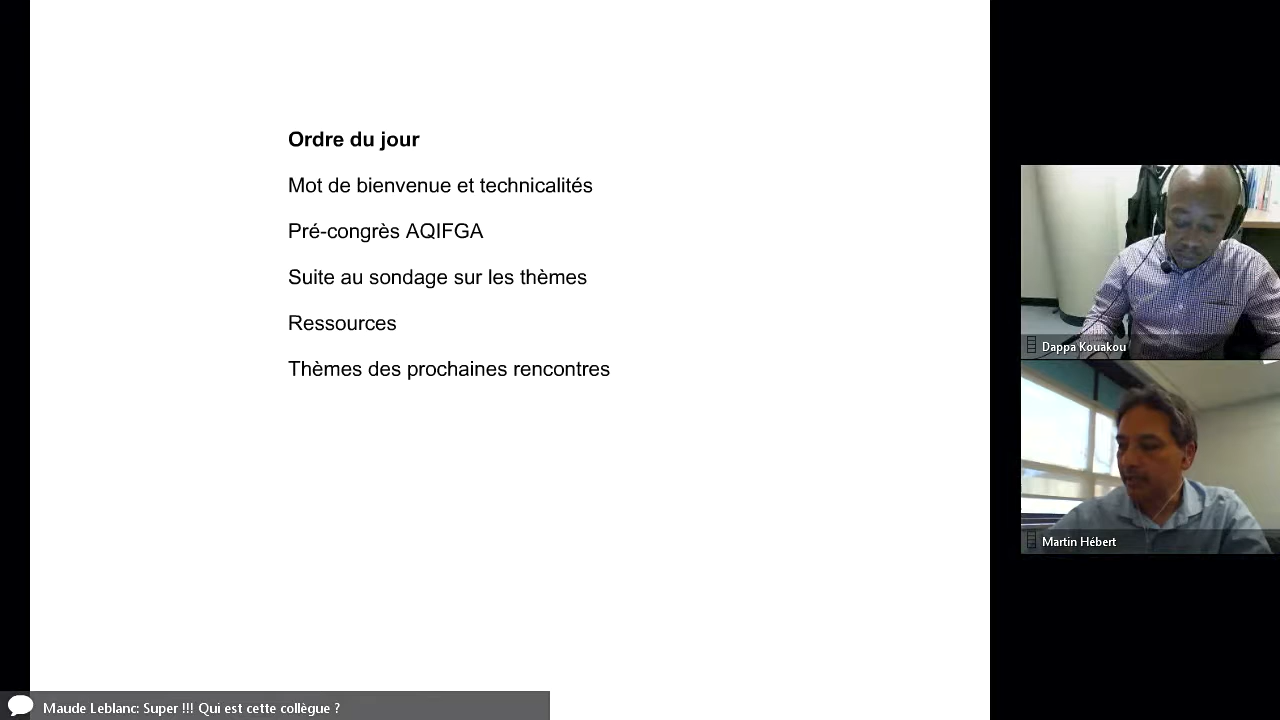 Ordre du jour
Mot de bienvenue et technicalités
Pré-congrès AQIFGA
Suite au sondage sur les thèmes
Ressources
Thèmes des prochaines rencontres
Dappa Kouakou
Martin Hébert
Maude Leblanc: Super !!! Qui est cette collègue ?